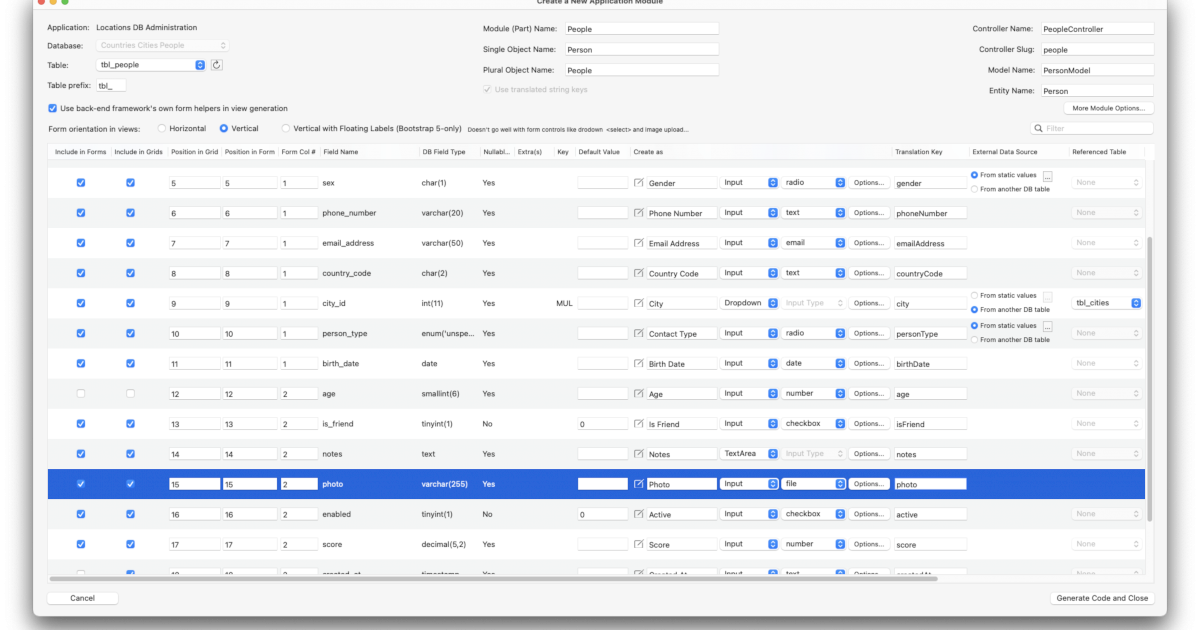 Create a New Application Module
Application: Locations DB Administration
Database: Countries Cities People
Table: tbl_people
Table prefix: tbl_
Module (Part) Name: People
Single Object Name: Person
Plural Object Name: People
Use translated string keys
Controller Name: PeopleController
Controller Slug: people
Model Name: PersonModel
Entity Name: Person
Use back-end framework's own form helpers in view generation
More Module Options...
Form orientation in views: Horizontal Vertical Vertical with Floating Labels (Bootstrap 5-only) Doesn't go well with form controls like drodown <select> and image upload...
Filter
Include in Forms Include in Grids Position in Grid Position in Form Form Col # Field Name DB Field Type Nullabl... Extra(s) Key Default Value Create as Translation Key External Data Source Referenced Table
5 5 1 sex char(1) Yes Gender Input radio Options... gender From static values ... From another DB table None
6 6 1 phone_number varchar(20) Yes Phone Number Input text Options... phoneNumber None
7 7 1 email_address varchar(50) Yes Email Address Input email Options... emailAddress None
8 8 1 country_code char(2) Yes Country Code Input text Options... countryCode None
9 9 1 city_id int(11) Yes MUL City Dropdown Input Type Options... city From static values ... From another DB table tbl_cities
10 10 1 person_type enum('unspe... Yes Contact Type Input radio Options... personType From static values ... From another DB table None
11 11 1 birth_date date Yes Birth Date Input date Options... birthDate None
12 12 2 age smallint(6) Yes Age Input number Options... age None
13 13 2 is_friend tinyint(1) No 0 Is Friend Input checkbox Options... isFriend None
14 14 2 notes text Yes Notes TextArea Input Type Options... notes None
15 15 2 photo varchar(255) Yes Photo Input file Options... photo
16 16 2 enabled tinyint(1) No 0 Active Input checkbox Options... active None
17 17 2 score decimal(5,2) Yes Score Input number Options... score None
Cancel
Generate Code and Close